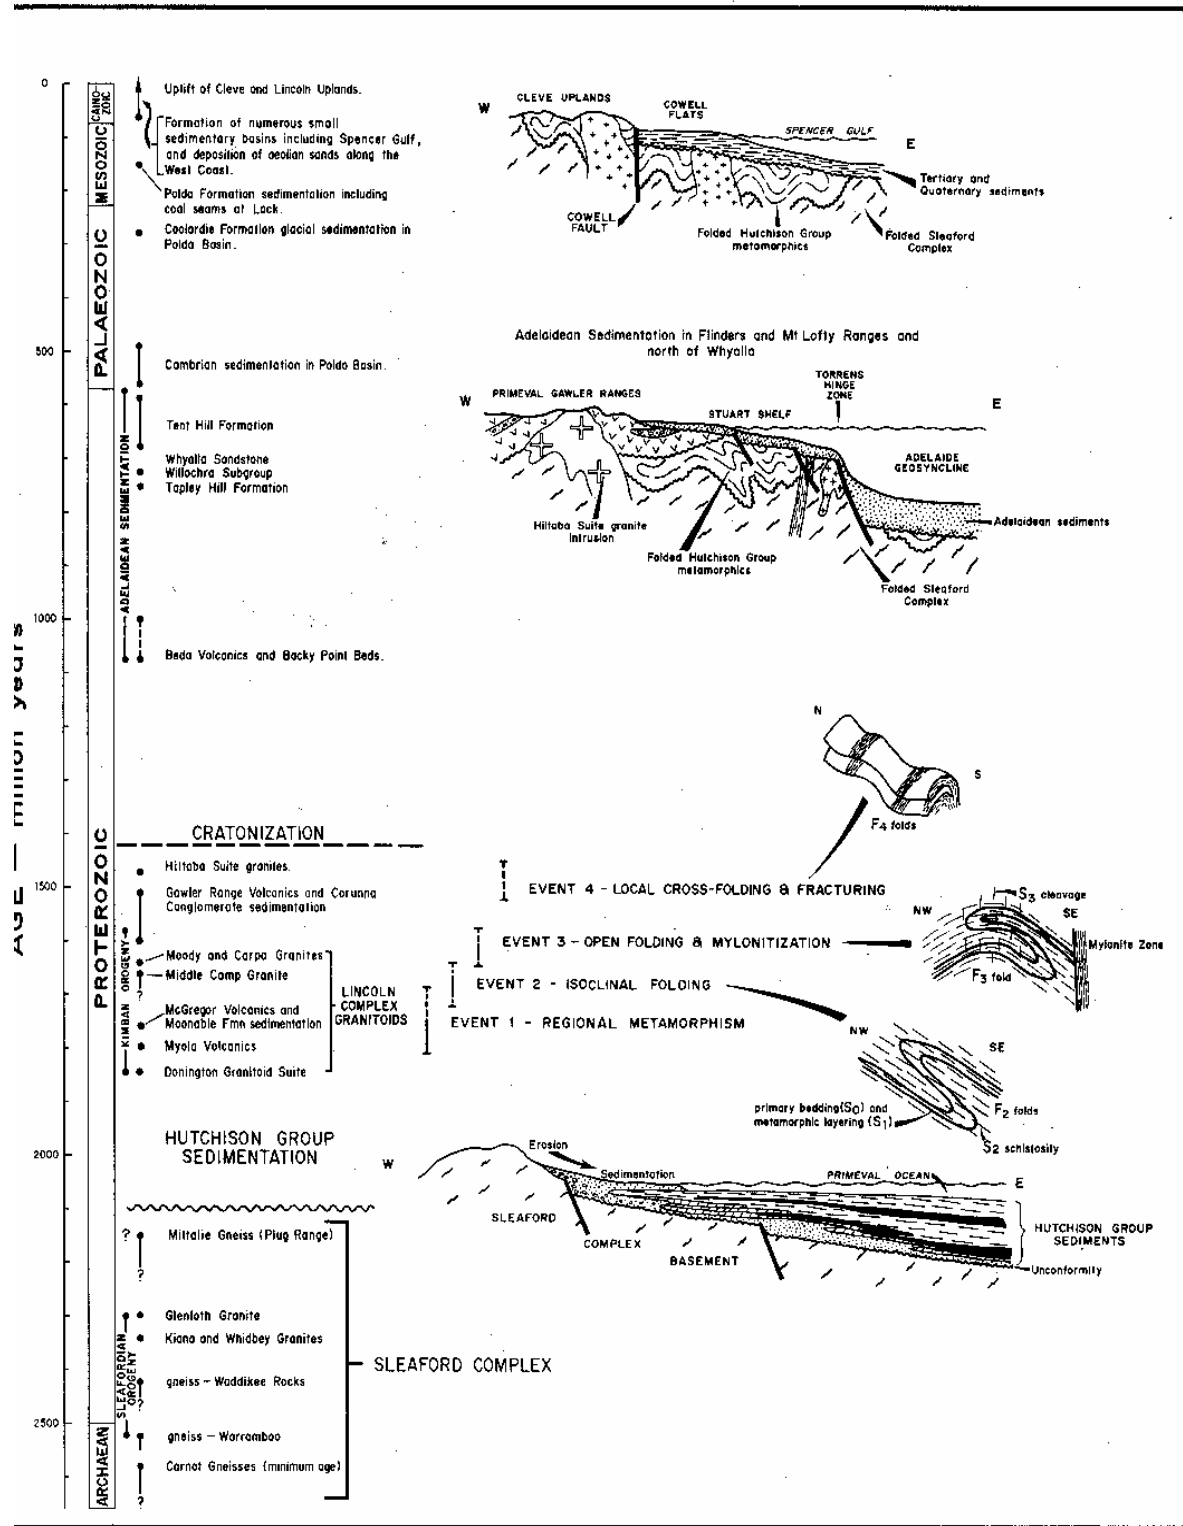 0
500
1000
1500
2000
2500
AGE — million years
CAINO-
ZOIC
MESOZOIC
PALAEOZOIC
PROTEROZOIC
ARCHAEAN
ADELAIDEAN SEDIMENTATION
KIMBAN OROGENY
SLEAFORDIAN
OROGENY
Uplift of Cleve and Lincoln Uplands.
Formation of numerous small
sedimentary basins including Spencer Gulf,
and deposition of aeolian sands along the
West Coast.
Polda Formation sedimentation including
coal seams at Lock.
Coolardie Formation glacial sedimentation in
Polda Basin.
Cambrian sedimentation in Polda Basin.
Tent Hill Formation
Whyalla Sandstone
Willochra Subgroup
Tapley Hill Formation
Beda Volcanics and Backy Point Beds.
CRATONIZATION
Hiltaba Suite granites.
Gawler Range Volcanics and Corunna
Conglomerate sedimentation
Moody and Carpa Granites
Middle Camp Granite
?
McGregor Volcanics and
Moonable Fmn sedimentation
Myola Volcanics
Donington Granitoid Suite
LINCOLN
COMPLEX
GRANITOIDS
HUTCHISON GROUP
SEDIMENTATION
? Miltalie Gneiss (Plug Range)
?
Glenloth Granite
Kiana and Whidbey Granites
gneiss – Waddikee Rocks
?
gneiss – Warramboo
Carnot Gneisses (minimum age)
?
SLEAFORD COMPLEX
W
CLEVE UPLANDS
COWELL
FLATS
SPENCER GULF
E
Tertiary and
Quaternary sediments
COWELL
FAULT
Folded Hutchison Group
metamorphics
Folded Sleaford
Complex
Adelaidean Sedimentation in Flinders and Mt Lofty Ranges and
north of Whyalla
W
PRIMEVAL GAWLER RANGES
STUART SHELF
TORRENS
HINGE
ZONE
E
ADELAIDE
GEOSYNCLINE
Adelaidean sediments
Hiltaba Suite granite
intrusion
Folded Hutchison Group
metamorphics
Folded Sleaford
Complex
N
S
F4 folds
EVENT 4 – LOCAL CROSS-FOLDING & FRACTURING
NW
S3 cleavage
SE
Mylonite Zone
F3 fold
EVENT 3 – OPEN FOLDING & MYLONITIZATION
EVENT 2 – ISOCLINAL FOLDING
EVENT 1 - REGIONAL METAMORPHISM
NW
SE
primary bedding(S0) and
metamorphic layering (S1)
F2 folds
S2 schistosity
W
Erosion
Sedimentation
PRIMEVAL OCEAN
E
SLEAFORD
COMPLEX
BASEMENT
HUTCHISON GROUP
SEDIMENTS
Unconformity